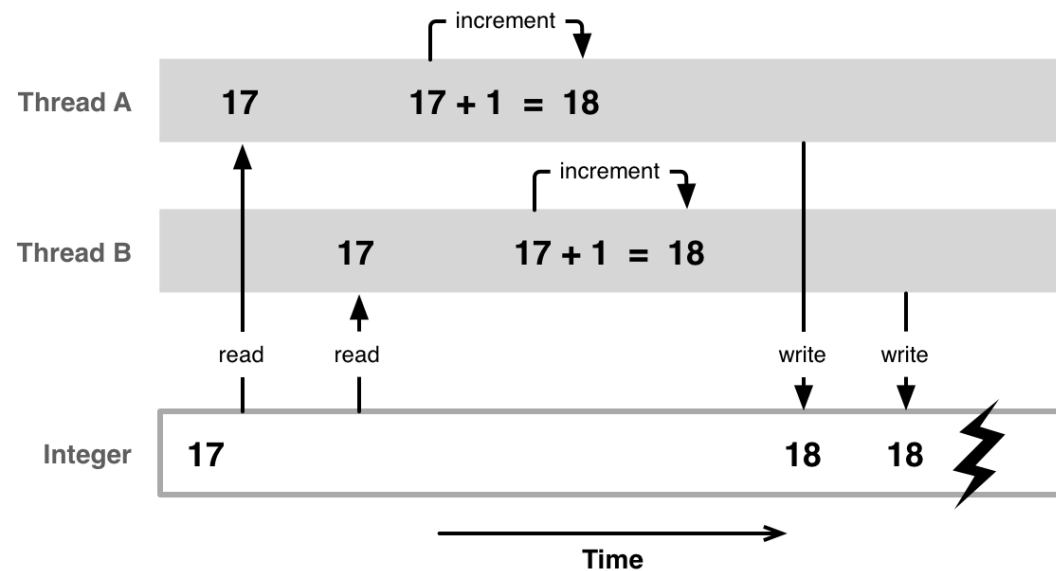 increment
Thread A 17 17 + 1 = 18
increment
Thread B 17 17 + 1 = 18
read read write write
Integer 17 18 18
Time